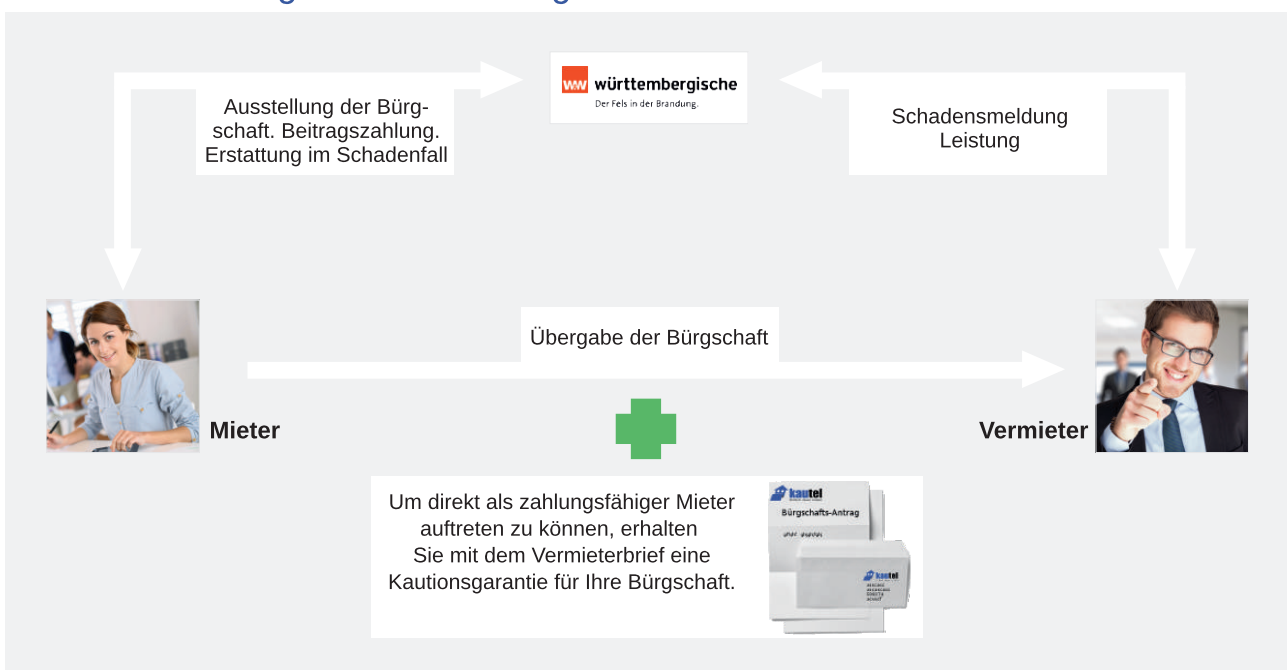 württembergische
Der Fels in der Brandung.
Ausstellung der Bürg-
schaft. Beitragszahlung.
Erstattung im Schadenfall
Schadensmeldung
Leistung
Übergabe der Bürgschaft
Mieter
Vermieter
Um direkt als zahlungsfähiger Mieter
auftreten zu können, erhalten
Sie mit dem Vermieterbrief eine
Kautionsgarantie für Ihre Bürgschaft.
kautel
Bürgschafts-Antrag
kautel